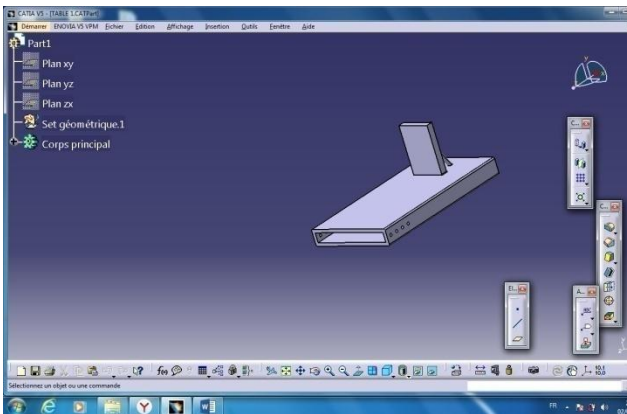 CATIA V5 - [TABLE 1.CATPart]
Démarrer ENOVIA V5 VPM Fichier Edition Affichage Insertion Outils Fenêtre Aide
Part1
Plan xy
Plan yz
Plan zx
Set géométrique.1
Corps principal
C...
C...
El...
A...
Sélectionnez un objet ou une commande
FR